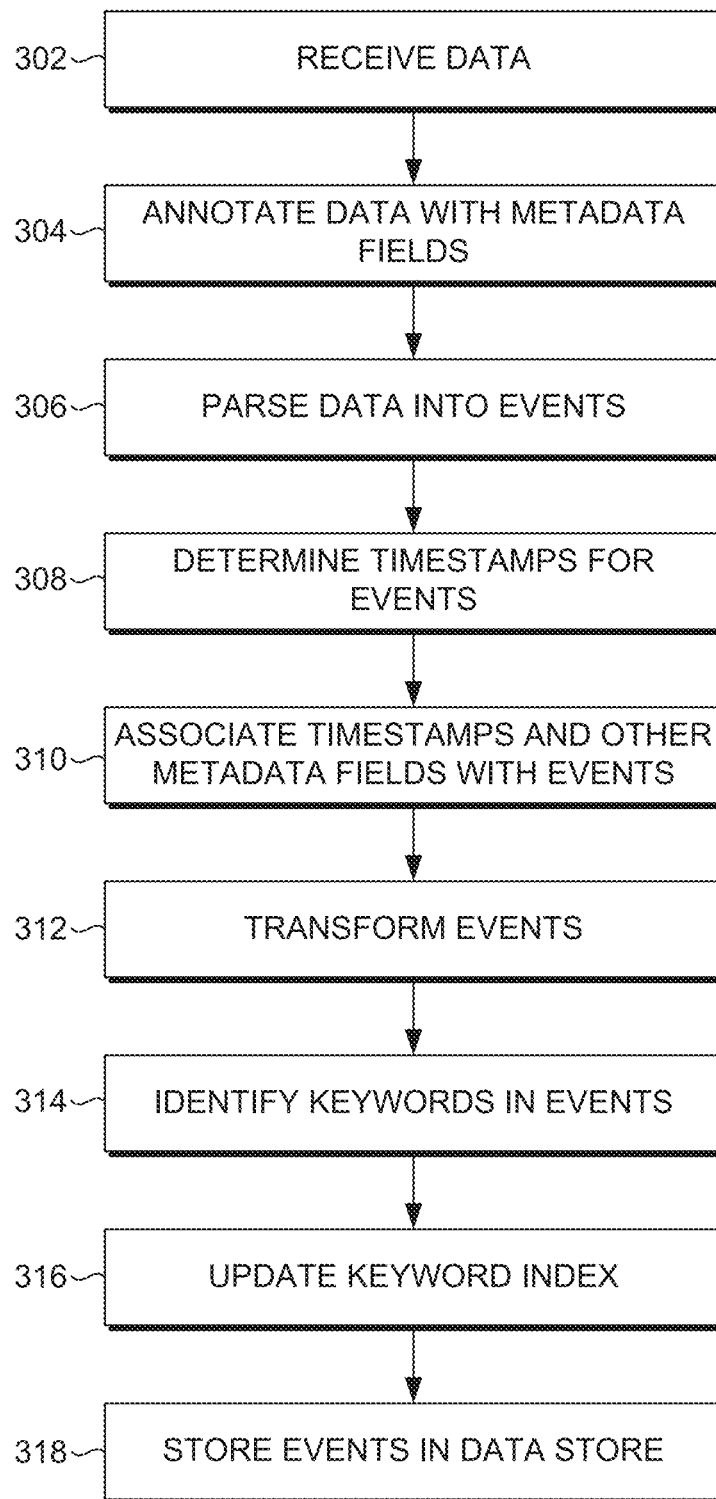 302
RECEIVE DATA
304
ANNOTATE DATA WITH METADATA
FIELDS
306
PARSE DATA INTO EVENTS
308
DETERMINE TIMESTAMPS FOR
EVENTS
310
ASSOCIATE TIMESTAMPS AND OTHER
METADATA FIELDS WITH EVENTS
312
TRANSFORM EVENTS
314
IDENTIFY KEYWORDS IN EVENTS
316
UPDATE KEYWORD INDEX
318
STORE EVENTS IN DATA STORE